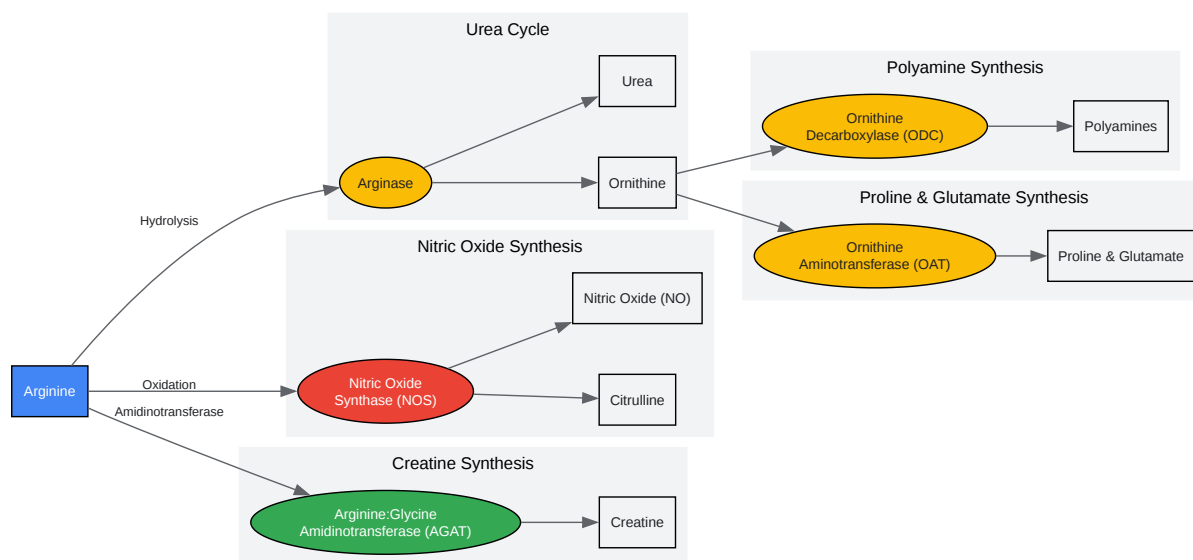 Urea Cycle
Urea
Arginase
Ornithine
Polyamine Synthesis
Ornithine
Decarboxylase (ODC)
Polyamines
Proline & Glutamate Synthesis
Ornithine
Aminotransferase (OAT)
Proline & Glutamate
Hydrolysis
Nitric Oxide Synthesis
Nitric Oxide (NO)
Arginine
Oxidation
Nitric Oxide
Synthase (NOS)
Citrulline
Amidinotransferase
Creatine Synthesis
Arginine:Glycine
Amidinotransferase (AGAT)
Creatine